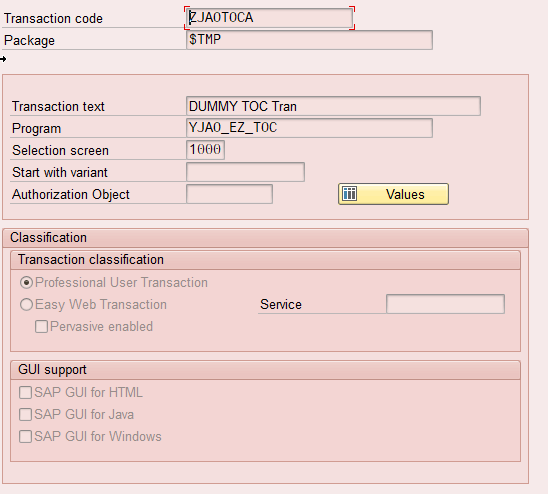 Transaction code ZJAOTOCA
Package $TMP
Transaction text DUMMY TOC Tran
Program YJAO_EZ_TOC
Selection screen 1000
Start with variant
Authorization Object Values
Classification
Transaction classification
Professional User Transaction
Easy Web Transaction Service
Pervasive enabled
GUI support
SAP GUI for HTML
SAP GUI for Java
SAP GUI for Windows